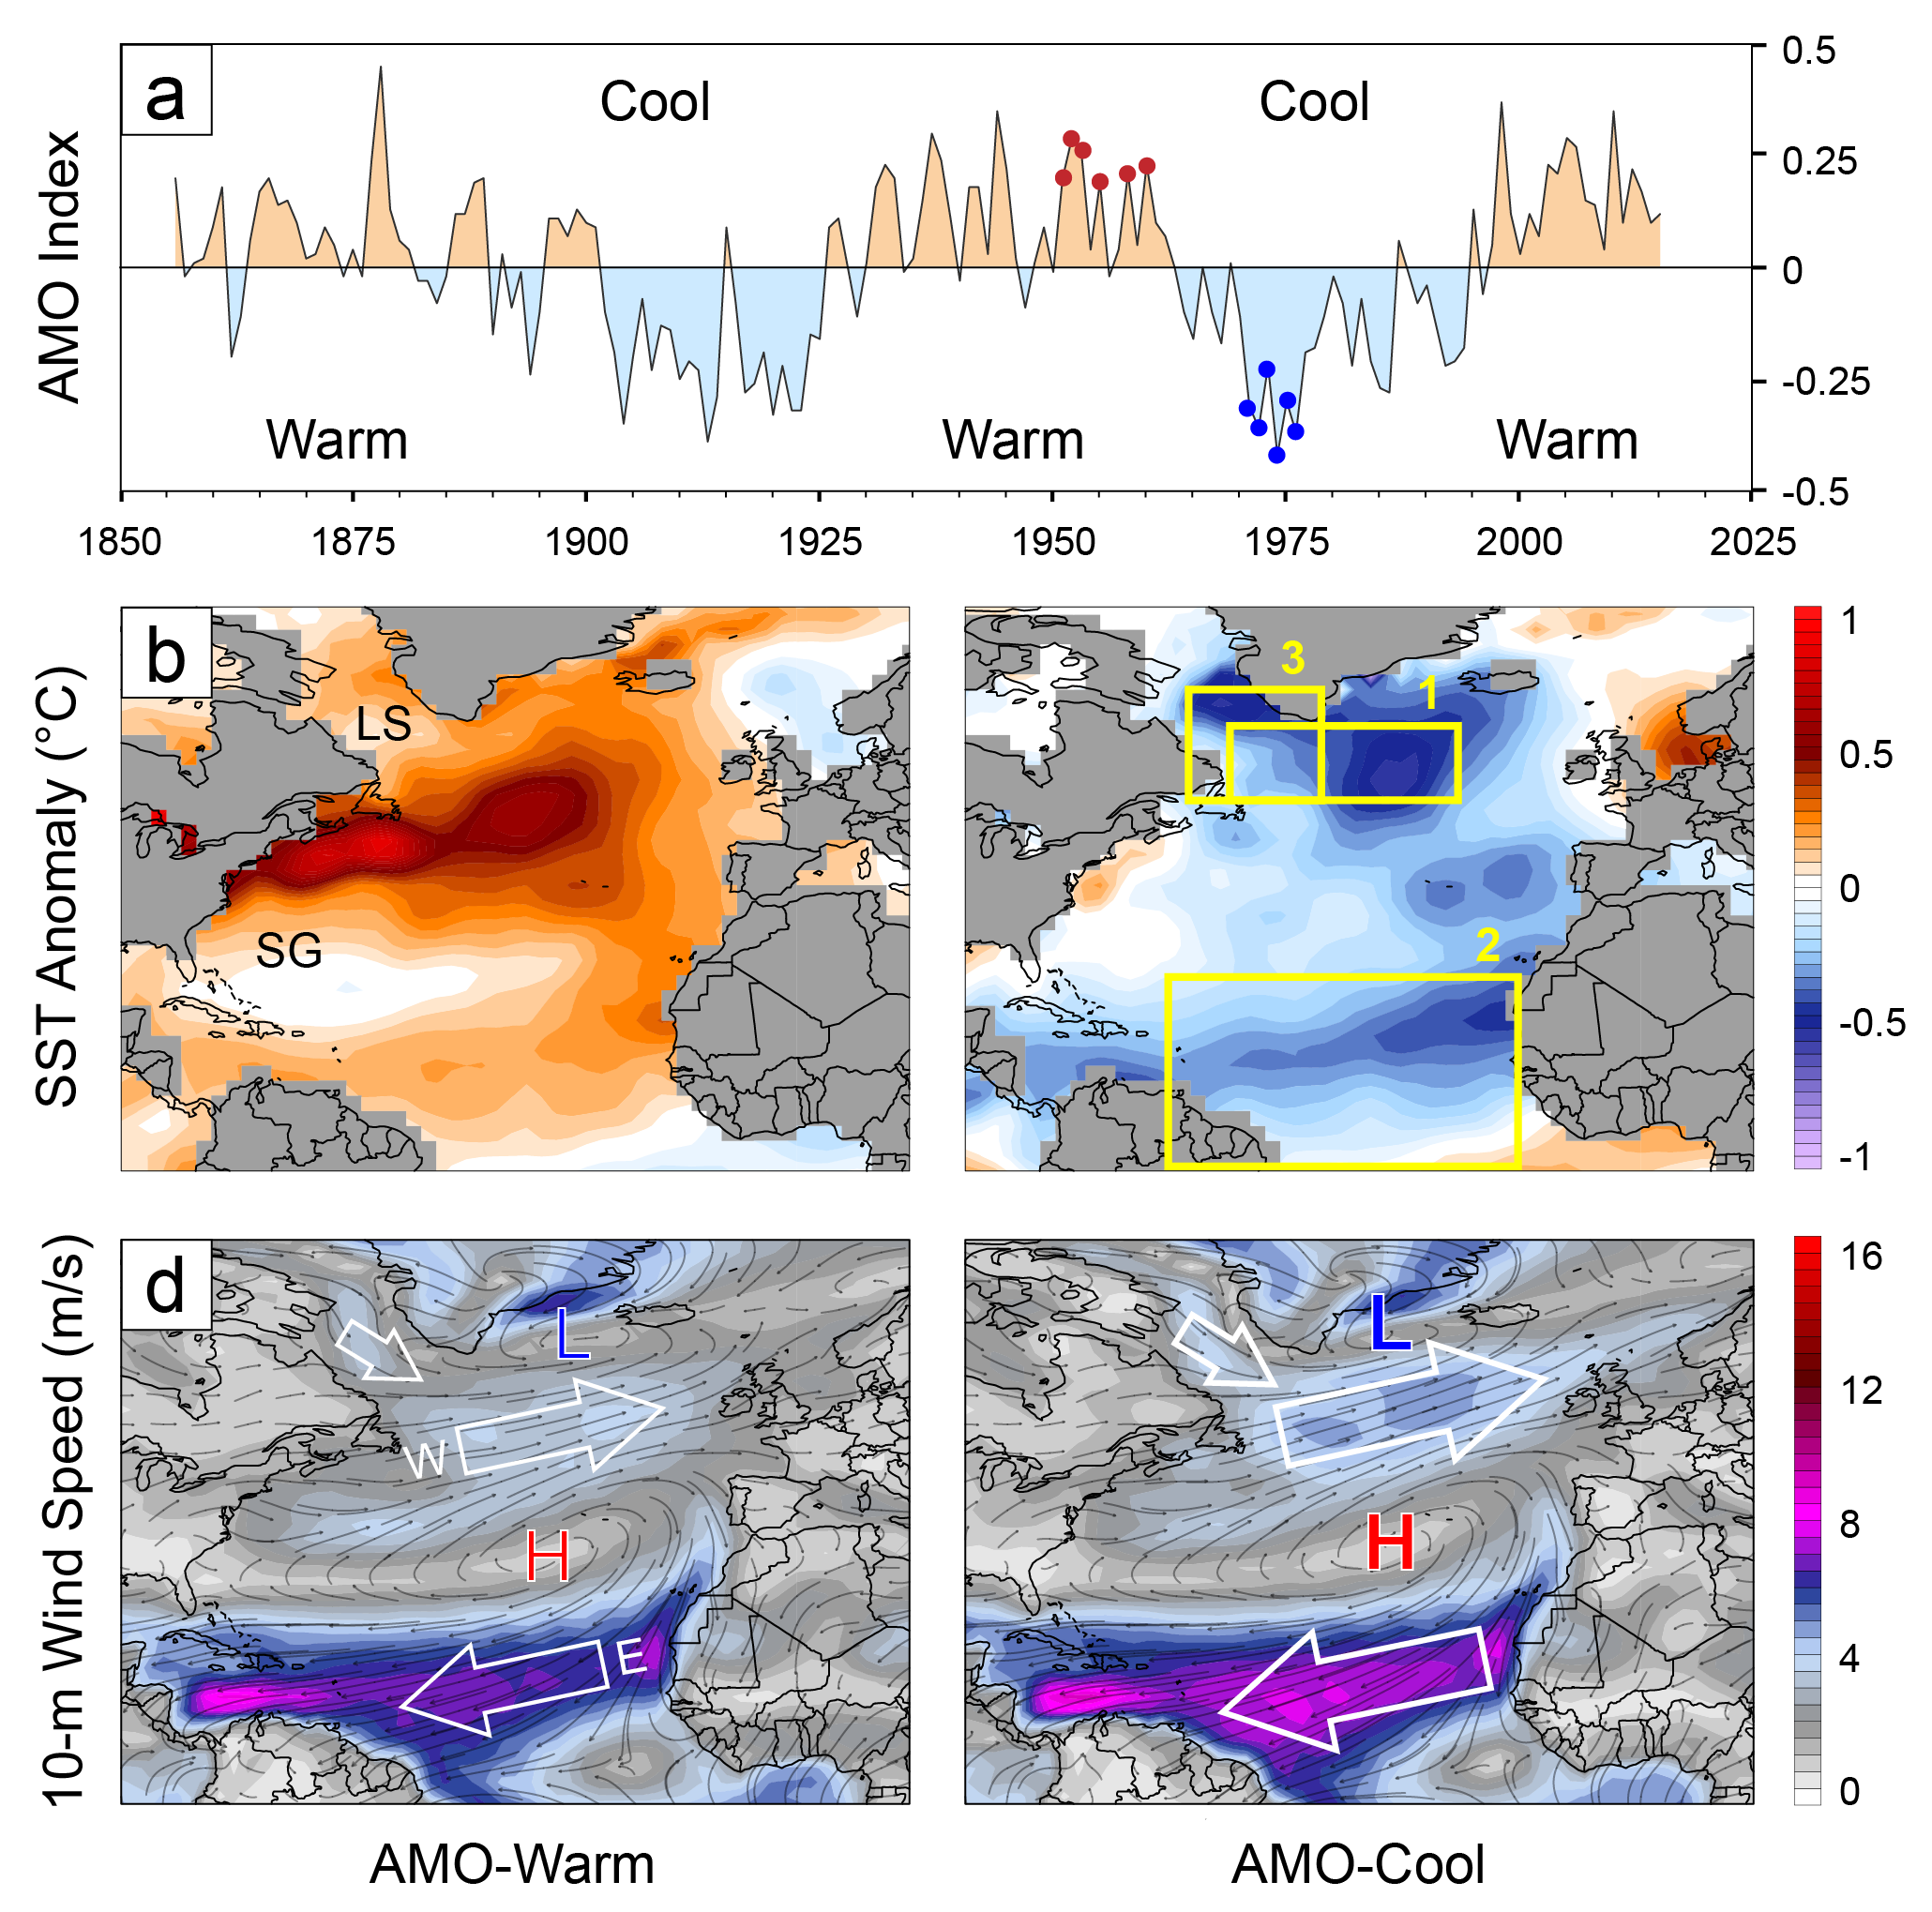 a
Cool
Cool
Warm
Warm
Warm
AMO Index
0.5
0.25
0
-0.25
-0.5
1850
1875
1900
1925
1950
1975
2000
2025
b
SST Anomaly (°C)
LS
SG
3
1
2
1
0.5
0
-0.5
-1
d
10-m Wind Speed (m/s)
L
W
H
E
L
H
16
12
8
4
0
AMO-Warm
AMO-Cool